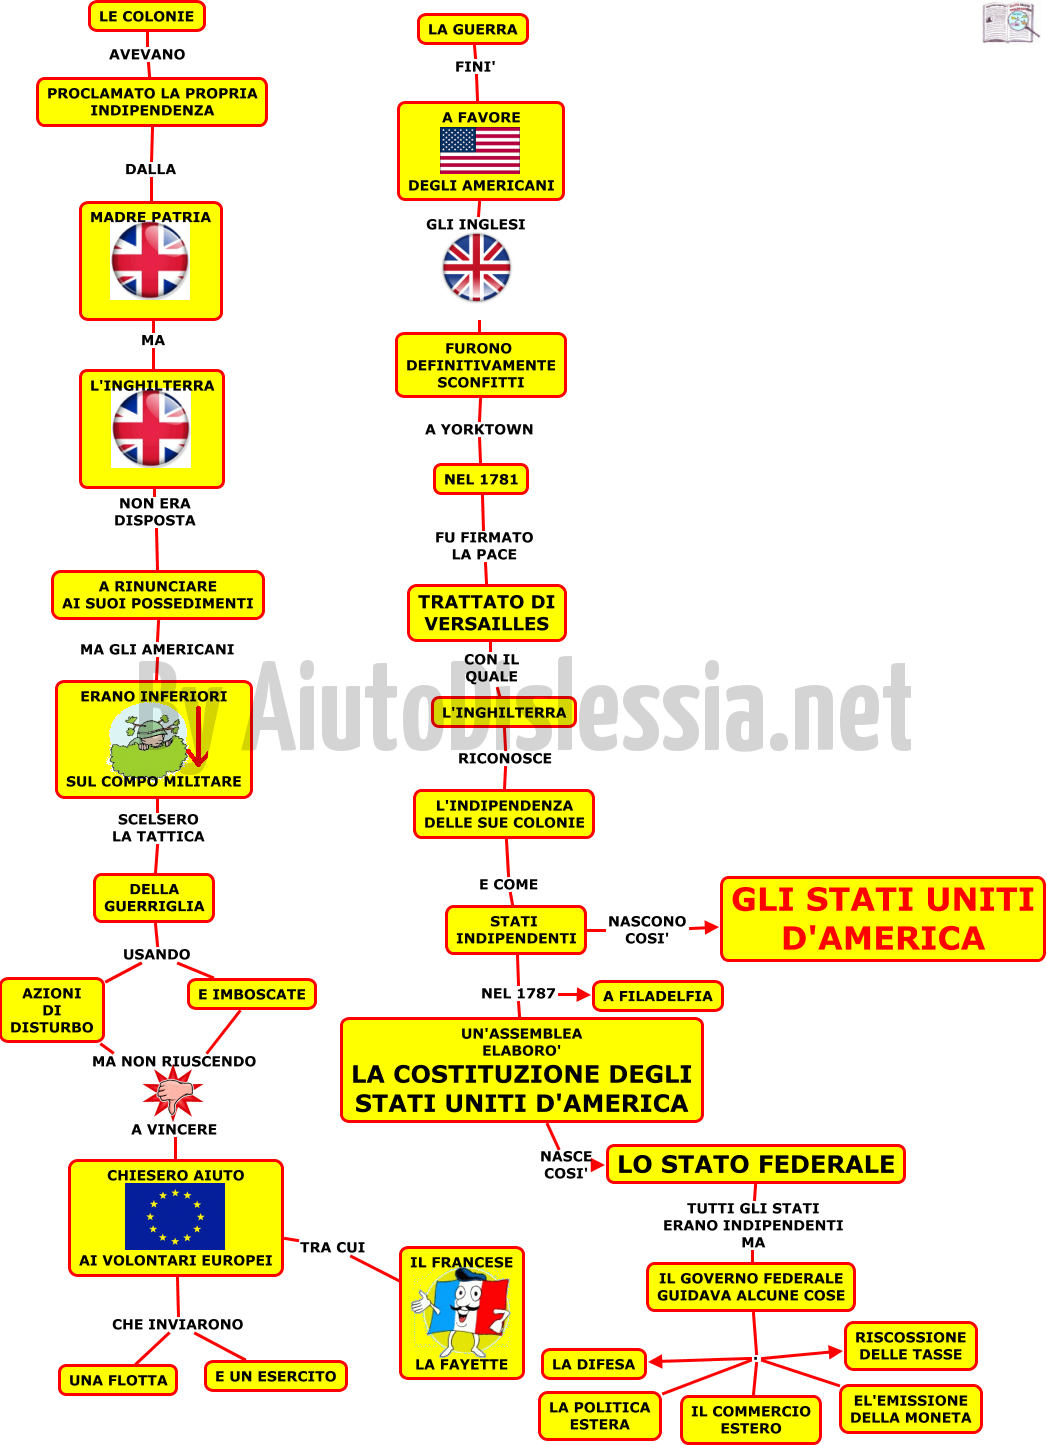 LE COLONIE
AVEVANO
PROCLAMATO LA PROPRIA
INDIPENDENZA
DALLA
MADRE PATRIA
MA
L'INGHILTERRA
NON ERA
DISPOSTA
A RINUNCIARE
AI SUOI POSSEDIMENTI
MA GLI AMERICANI
ERANO INFERIORI
SUL COMPO MILITARE
SCELSERO
LA TATTICA
DELLA
GUERRIGLIA
USANDO
AZIONI
DI
DISTURBO
E IMBOSCATE
MA NON RIUSCENDO
A VINCERE
CHIESERO AIUTO
AI VOLONTARI EUROPEI
TRA CUI
IL FRANCESE
LA FAYETTE
CHE INVIARONO
UNA FLOTTA
E UN ESERCITO
LA GUERRA
FINI'
A FAVORE
DEGLI AMERICANI
GLI INGLESI
FURONO
DEFINITIVAMENTE
SCONFITTI
A YORKTOWN
NEL 1781
FU FIRMATO
LA PACE
TRATTATO DI
VERSAILLES
CON IL
QUALE
L'INGHILTERRA
RICONOSCE
L'INDIPENDENZA
DELLE SUE COLONIE
E COME
STATI
INDIPENDENTI
NASCONO
COSI'
GLI STATI UNITI
D'AMERICA
NEL 1787
A FILADELFIA
UN'ASSEMBLEA
ELABORO'
LA COSTITUZIONE DEGLI
STATI UNITI D'AMERICA
NASCE
COSI'
LO STATO FEDERALE
TUTTI GLI STATI
ERANO INDIPENDENTI
MA
IL GOVERNO FEDERALE
GUIDAVA ALCUNE COSE
LA DIFESA
RISCOSSIONE
DELLE TASSE
LA POLITICA
ESTERA
IL COMMERCIO
ESTERO
EL'EMISSIONE
DELLA MONETA
By AiutoDislessia.net